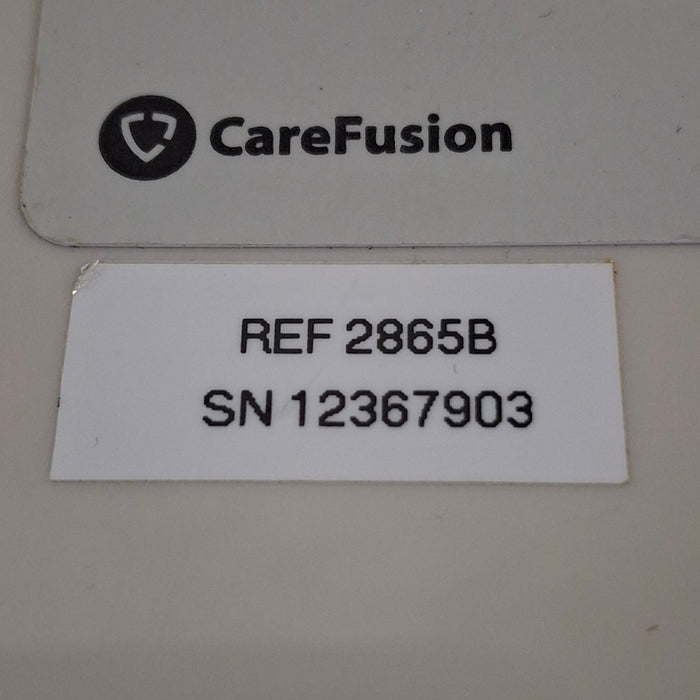 CareFusion
REF 2865B
SN 12367903